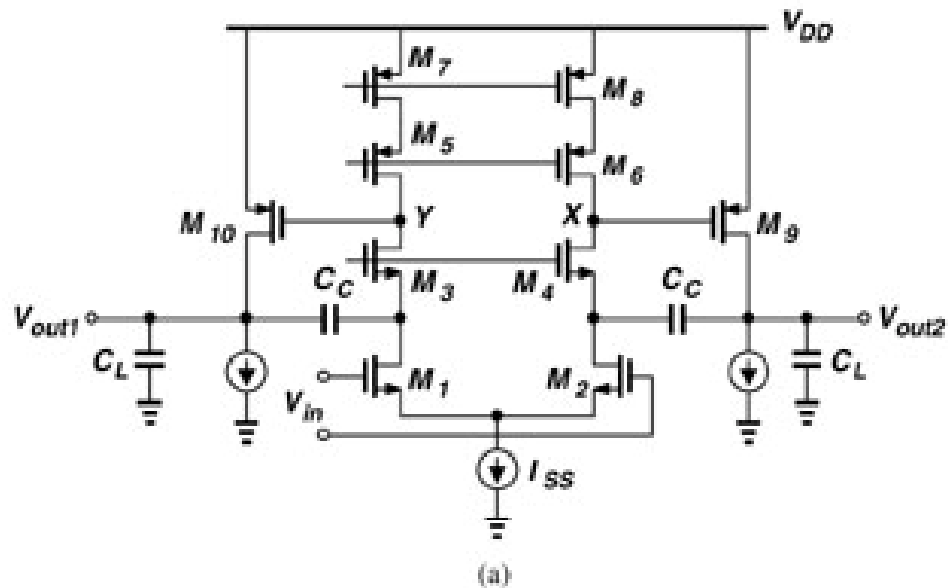 V_DD
M_7
M_8
M_5
M_6
Y
X
M_10
M_9
M_3
M_4
C_C
C_C
V_out1
V_out2
C_L
C_L
M_1
M_2
V_in
I_SS
(a)